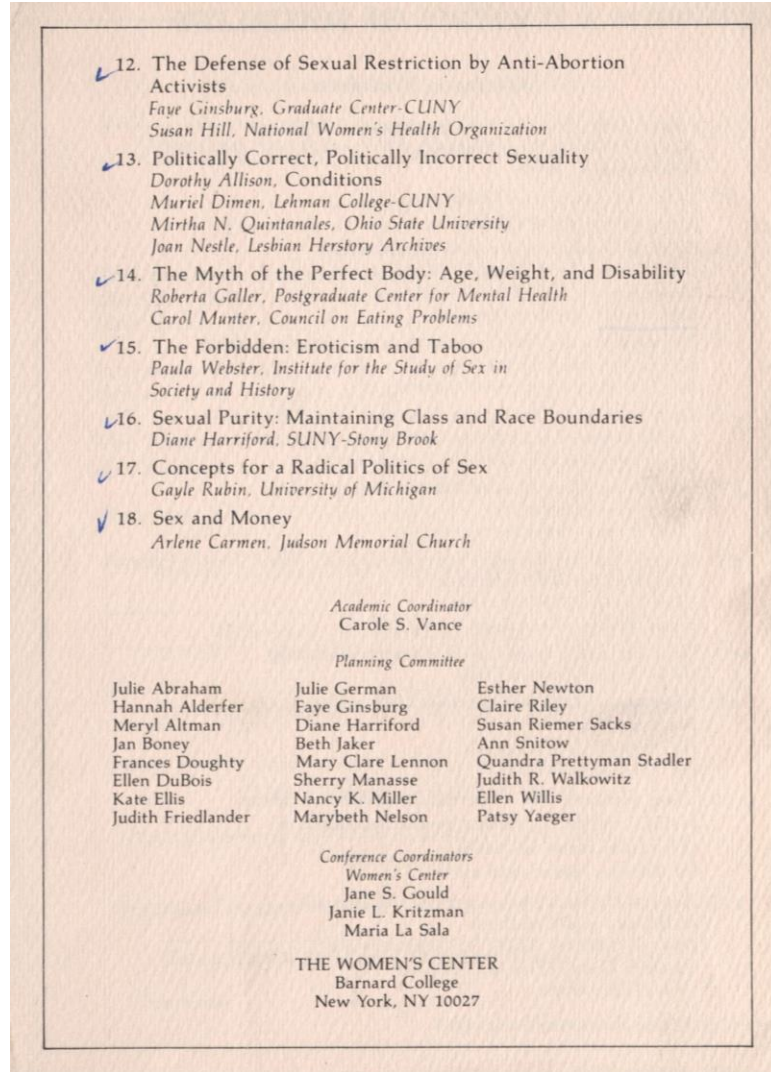 12. The Defense of Sexual Restriction by Anti-Abortion
Activists
Faye Ginsburg, Graduate Center-CUNY
Susan Hill, National Women's Health Organization
13. Politically Correct, Politically Incorrect Sexuality
Dorothy Allison, Conditions
Muriel Dimen, Lehman College-CUNY
Mirtha N. Quintanales, Ohio State University
Joan Nestle, Lesbian Herstory Archives
14. The Myth of the Perfect Body: Age, Weight, and Disability
Roberta Galler, Postgraduate Center for Mental Health
Carol Munter, Council on Eating Problems
15. The Forbidden: Eroticism and Taboo
Paula Webster, Institute for the Study of Sex in
Society and History
16. Sexual Purity: Maintaining Class and Race Boundaries
Diane Harriford, SUNY-Stony Brook
17. Concepts for a Radical Politics of Sex
Gayle Rubin, University of Michigan
18. Sex and Money
Arlene Carmen, Judson Memorial Church
Academic Coordinator
Carole S. Vance
Planning Committee
Julie Abraham
Hannah Alderfer
Meryl Altman
Jan Boney
Frances Doughty
Ellen DuBois
Kate Ellis
Judith Friedlander
Julie German
Faye Ginsburg
Diane Harriford
Beth Jaker
Mary Clare Lennon
Sherry Manasse
Nancy K. Miller
Marybeth Nelson
Esther Newton
Claire Riley
Susan Riemer Sacks
Ann Snitow
Quandra Prettyman Stadler
Judith R. Walkowitz
Ellen Willis
Patsy Yaeger
Conference Coordinators
Women's Center
Jane S. Gould
Janie L. Kritzman
Maria La Sala
THE WOMEN'S CENTER
Barnard College
New York, NY 10027